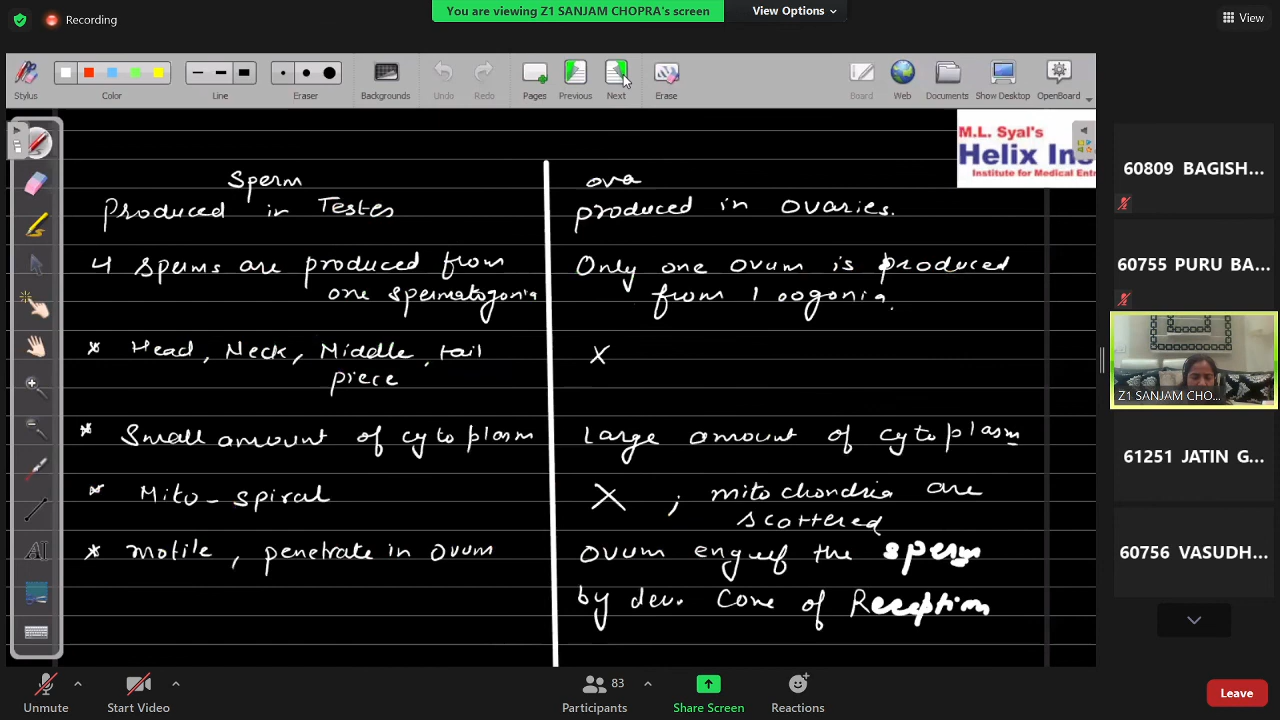 Recording
You are viewing Z1 SANJAM CHOPRA's screen
View Options
View
Stylus
Color
Line
Eraser
Backgrounds
Undo
Redo
Pages
Previous
Next
Erase
Board
Web
Documents
Show Desktop
OpenBoard
M.L. Syal's
Helix Ins
Institute for Medical Entr
Sperm
Produced in Testes
4 sperms are produced from
one spermatogonia
* Head, Neck, Middle, tail
piece
* Small amount of cytoplasm
* Mito - spiral
* motile, penetrate in ovum
ova
produced in ovaries.
Only one ovum is produced
from 1 oogonia.
X
Large amount of cytoplasm
X ; mitochondria are
scattered
ovum engulf the sperm
by dev. Cone of Reception
60809 BAGISH...
60755 PURU BA...
Z1 SANJAM CHO...
61251 JATIN G...
60756 VASUDH...
Unmute
Start Video
83
Participants
Share Screen
Reactions
Leave